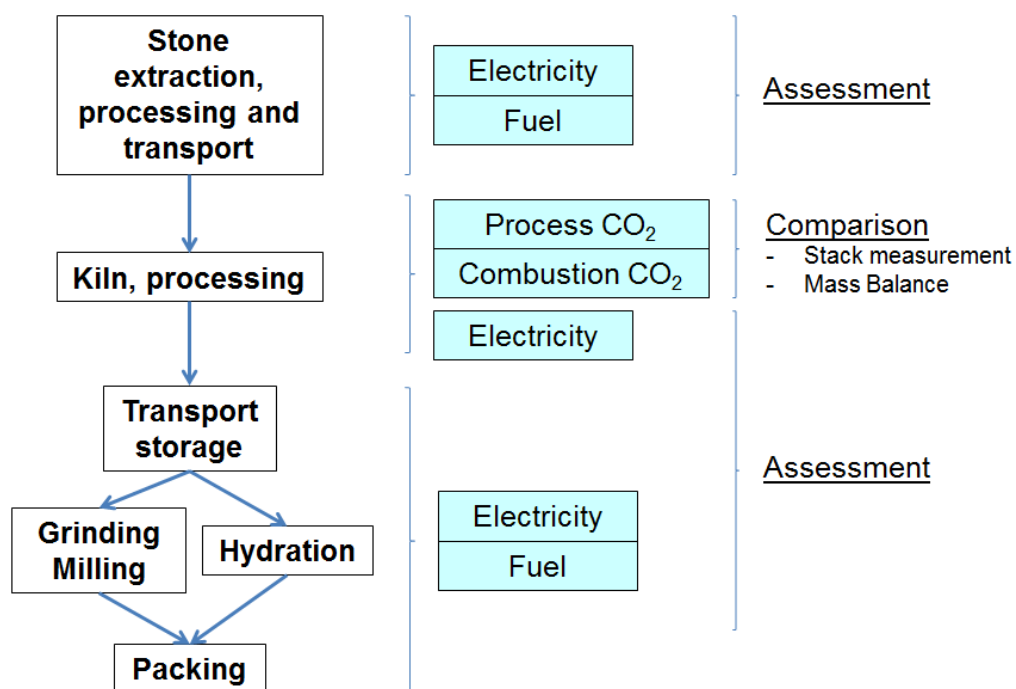 Stone
extraction,
processing and
transport
Electricity
Fuel
Assessment
Kiln, processing
Process CO₂
Combustion CO₂
Electricity
Comparison
- Stack measurement
- Mass Balance
Transport
storage
Grinding
Milling
Hydration
Packing
Electricity
Fuel
Assessment